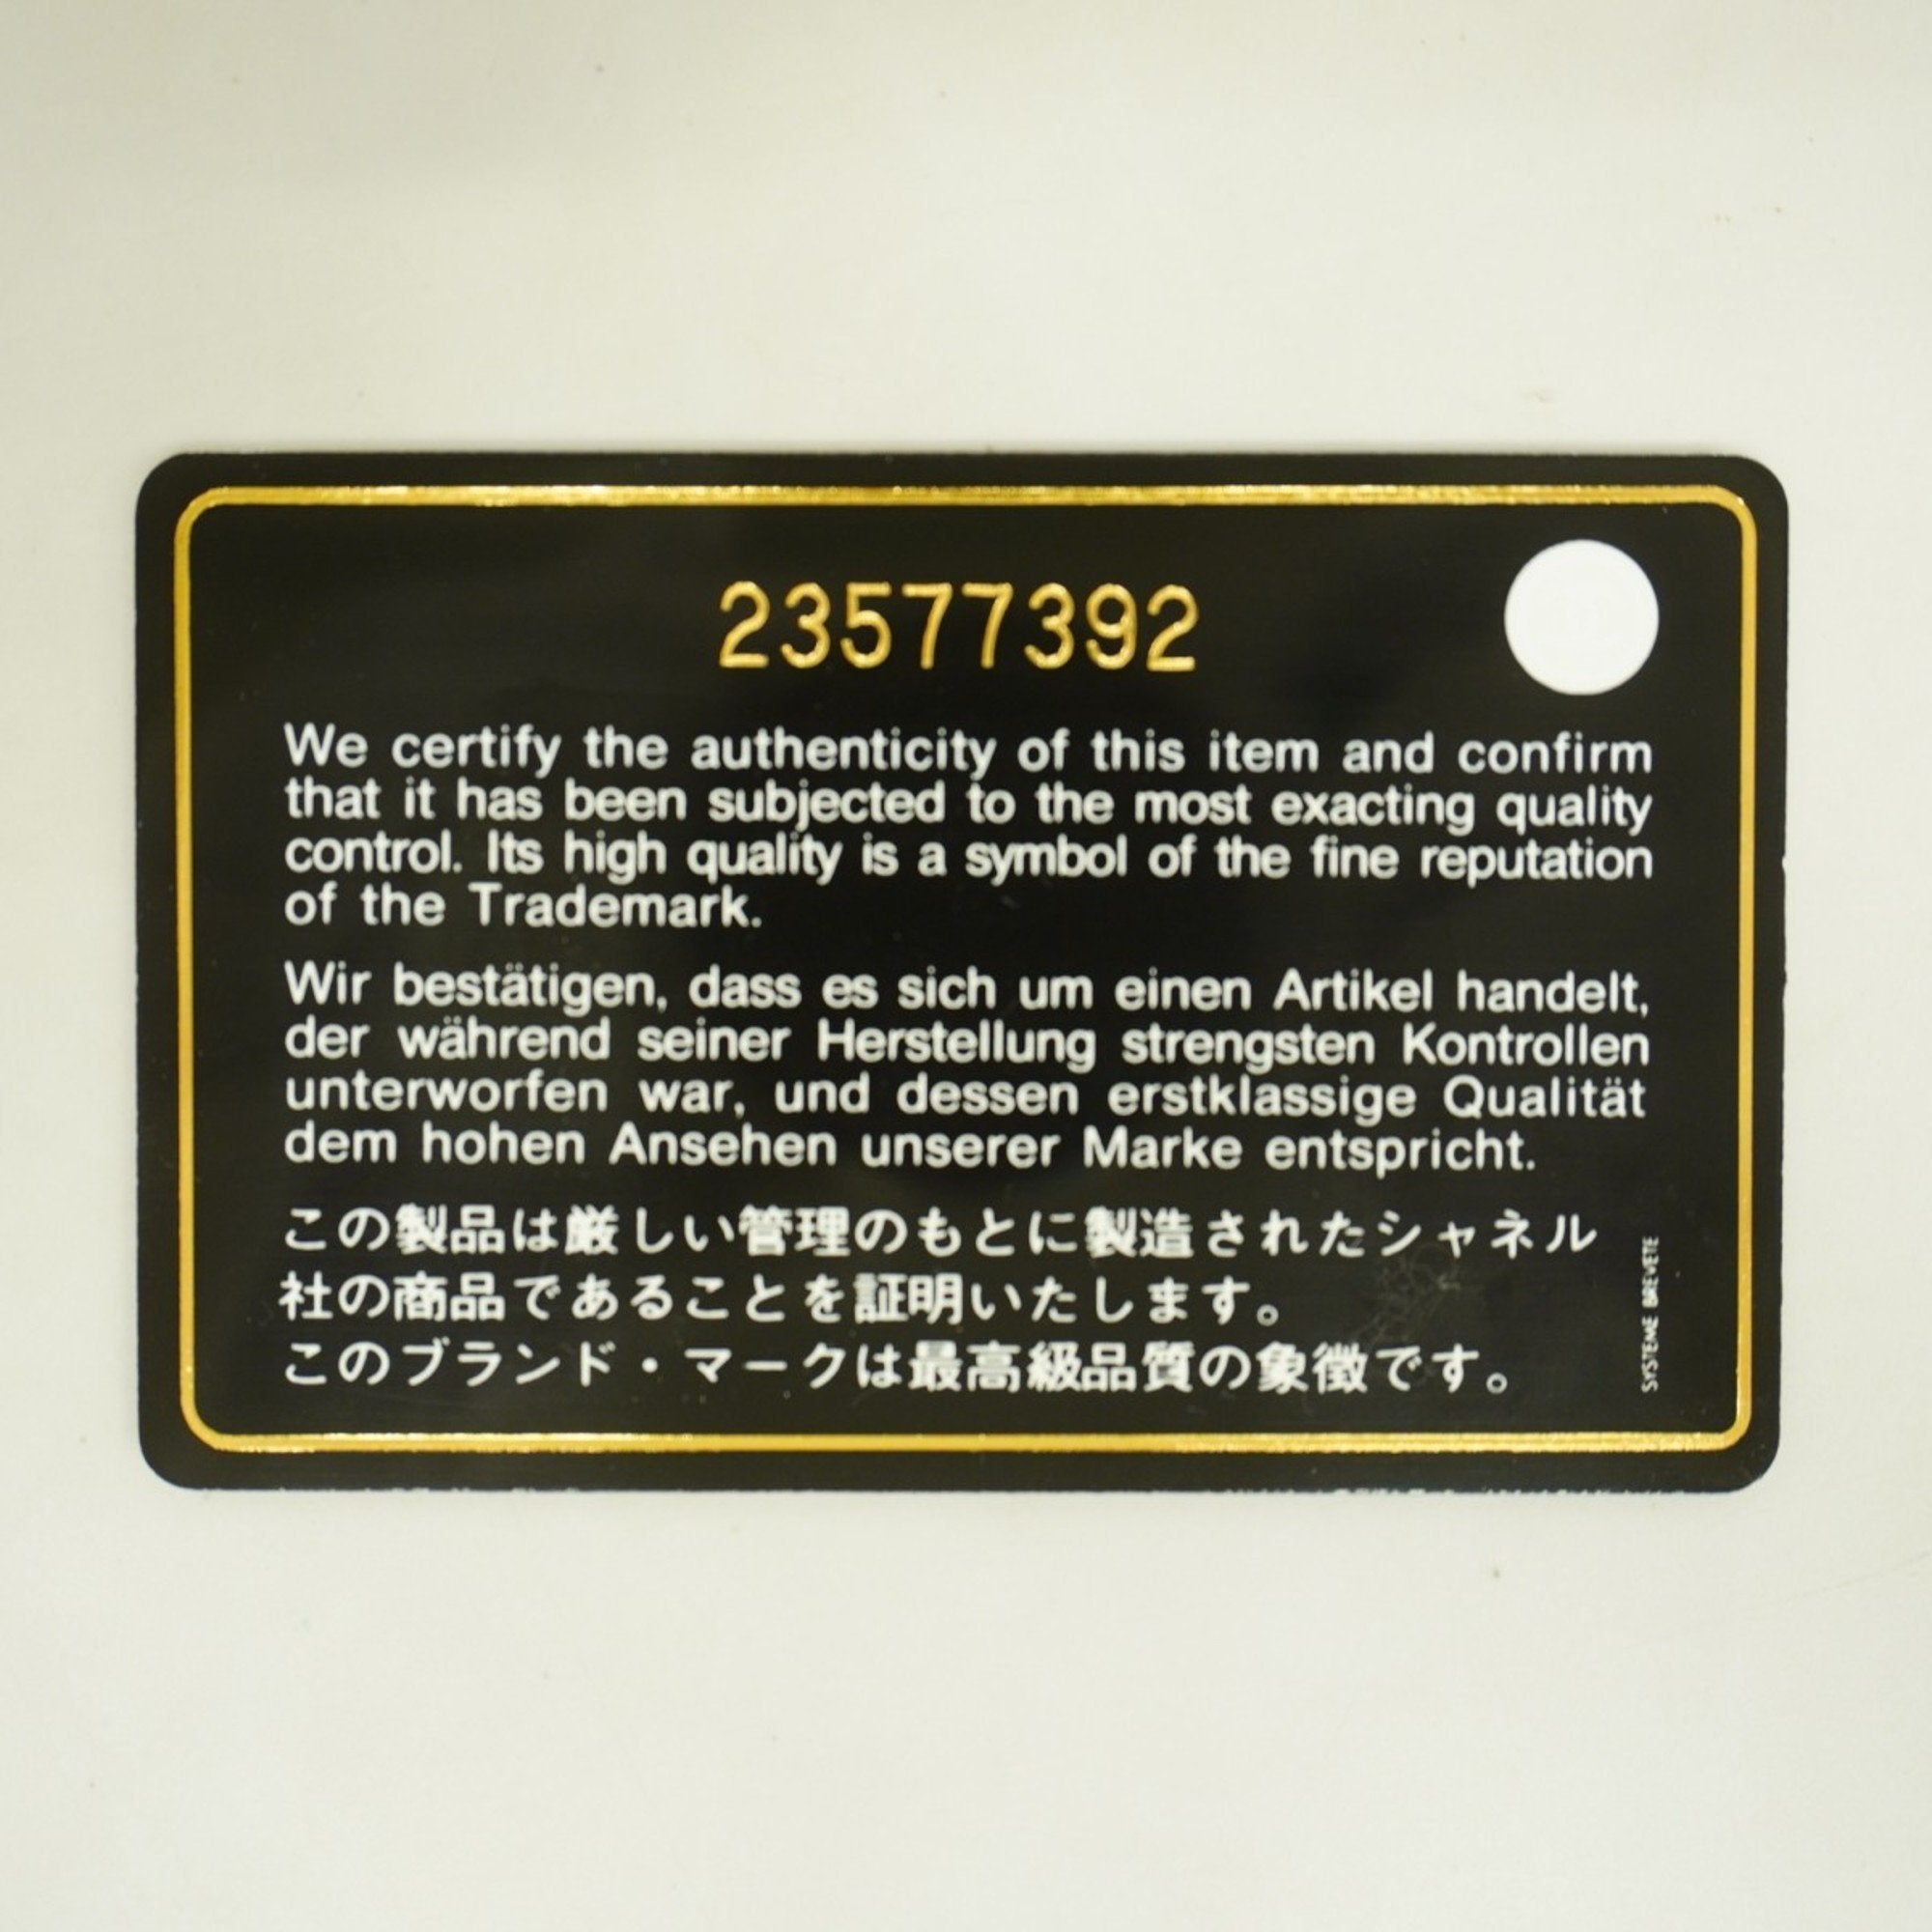 23577392
We certify the authenticity of this item and confirm
that it has been subjected to the most exacting quality
control. Its high quality is a symbol of the fine reputation
of the Trademark.
Wir bestätigen, dass es sich um einen Artikel handelt,
der während seiner Herstellung strengsten Kontrollen
unterworfen war, und dessen erstklassige Qualität
dem hohen Ansehen unserer Marke entspricht.
この製品は厳しい管理のもとに製造されたシャネル
社の商品であることを証明いたします。
このブランド・マークは最高級品質の象徴です。
SYSTEME BREVETE